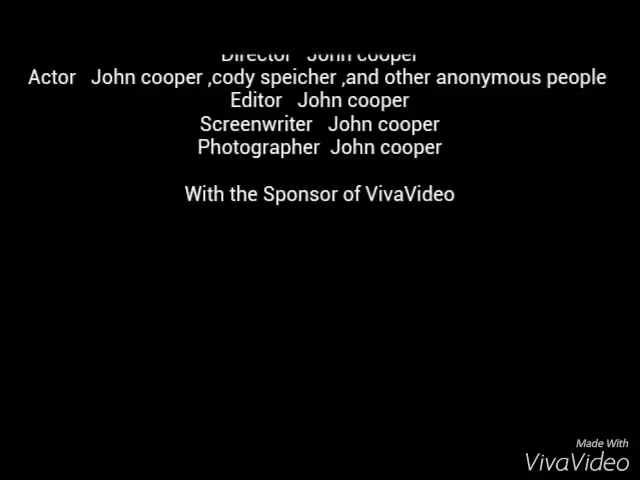 Director John cooper
Actor John cooper ,cody speicher ,and other anonymous people
Editor John cooper
Screenwriter John cooper
Photographer John cooper
With the Sponsor of VivaVideo
Made With
VivaVideo